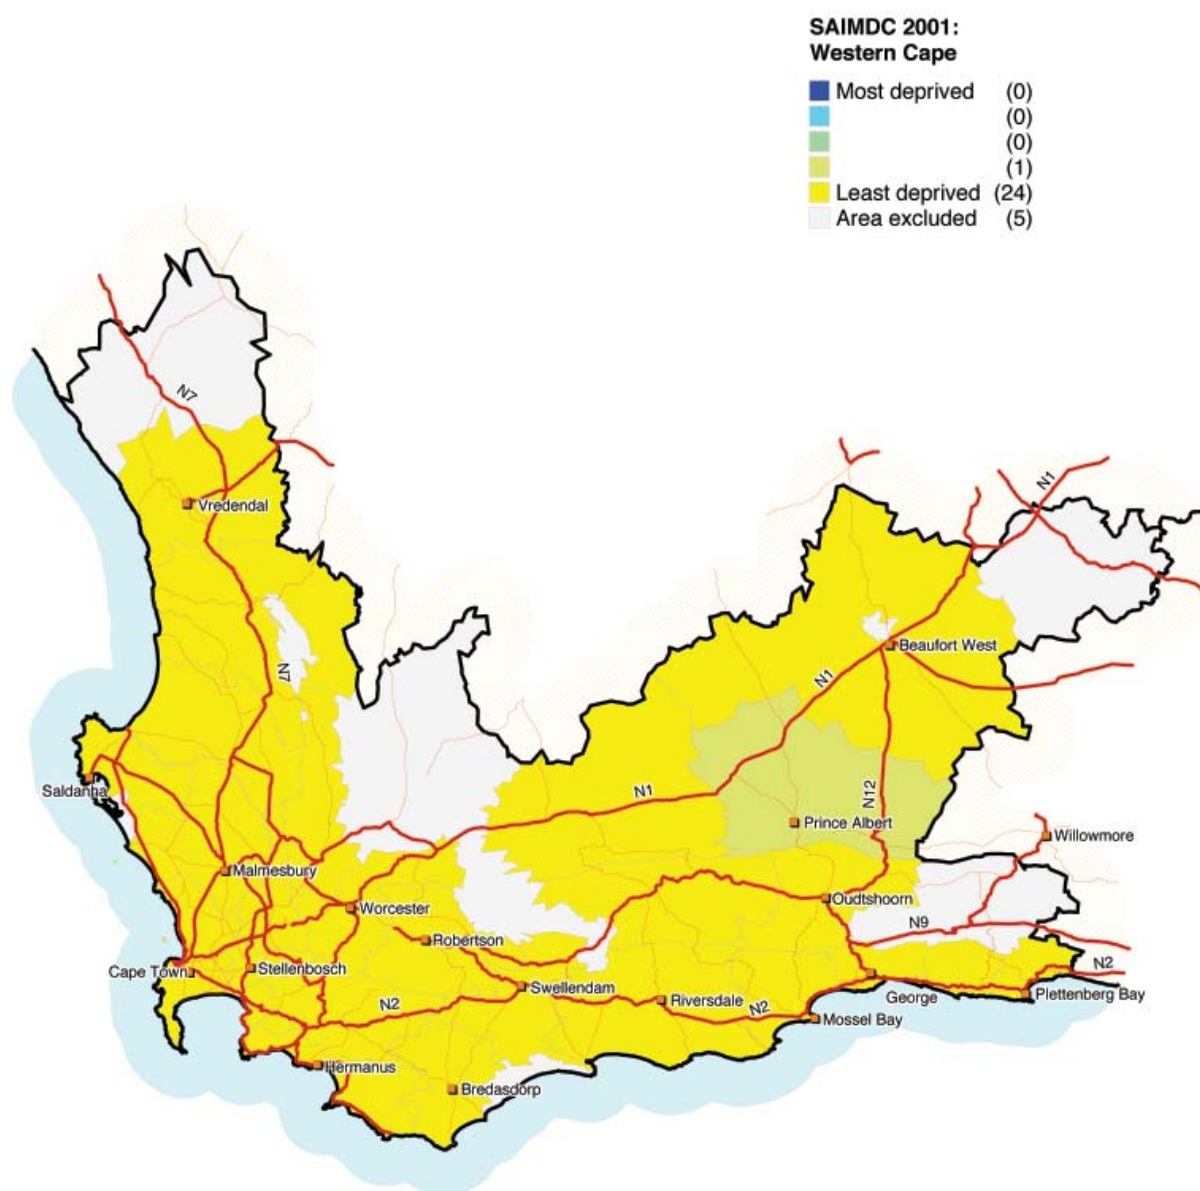 SAIMDC 2001:
Western Cape
Most deprived (0)
(0)
(0)
(1)
Least deprived (24)
Area excluded (5)
N7
N1
Vredendal
Beaufort West
N7
N1
Saldanha
N1
N12
Prince Albert
Willowmore
Malmesbury
Oudtshoorn
Worcester
N9
Robertson
N2
Cape Town
Stellenbosch
Swellendam
N2
Riversdale
N2
George
Plettenberg Bay
Mossel Bay
Hermanus
Bredasdorp